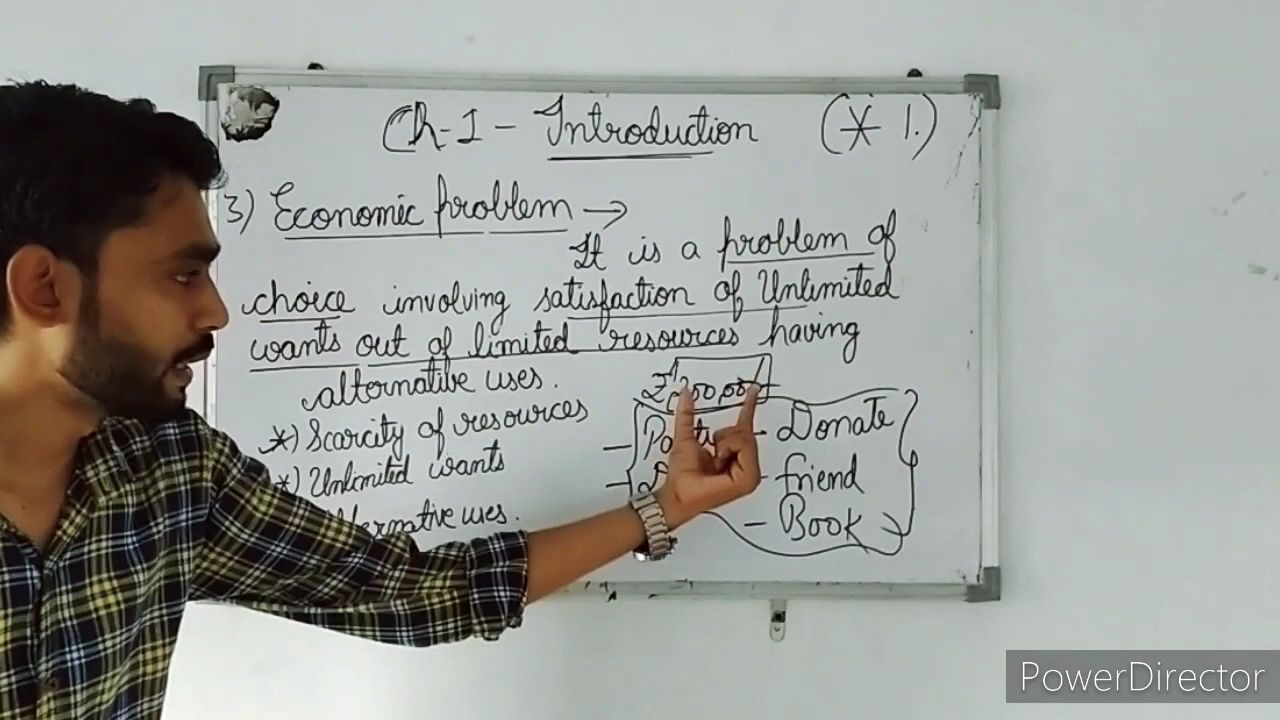 Ch-1 - Introduction (* 1.)
3) Economic problem →
It is a problem of
choice involving satisfaction of Unlimited
wants out of limited resources having
alternative uses.
*) Scarcity of resources
*) Unlimited wants
uses.
- Donate
- friend
- Book
PowerDirector